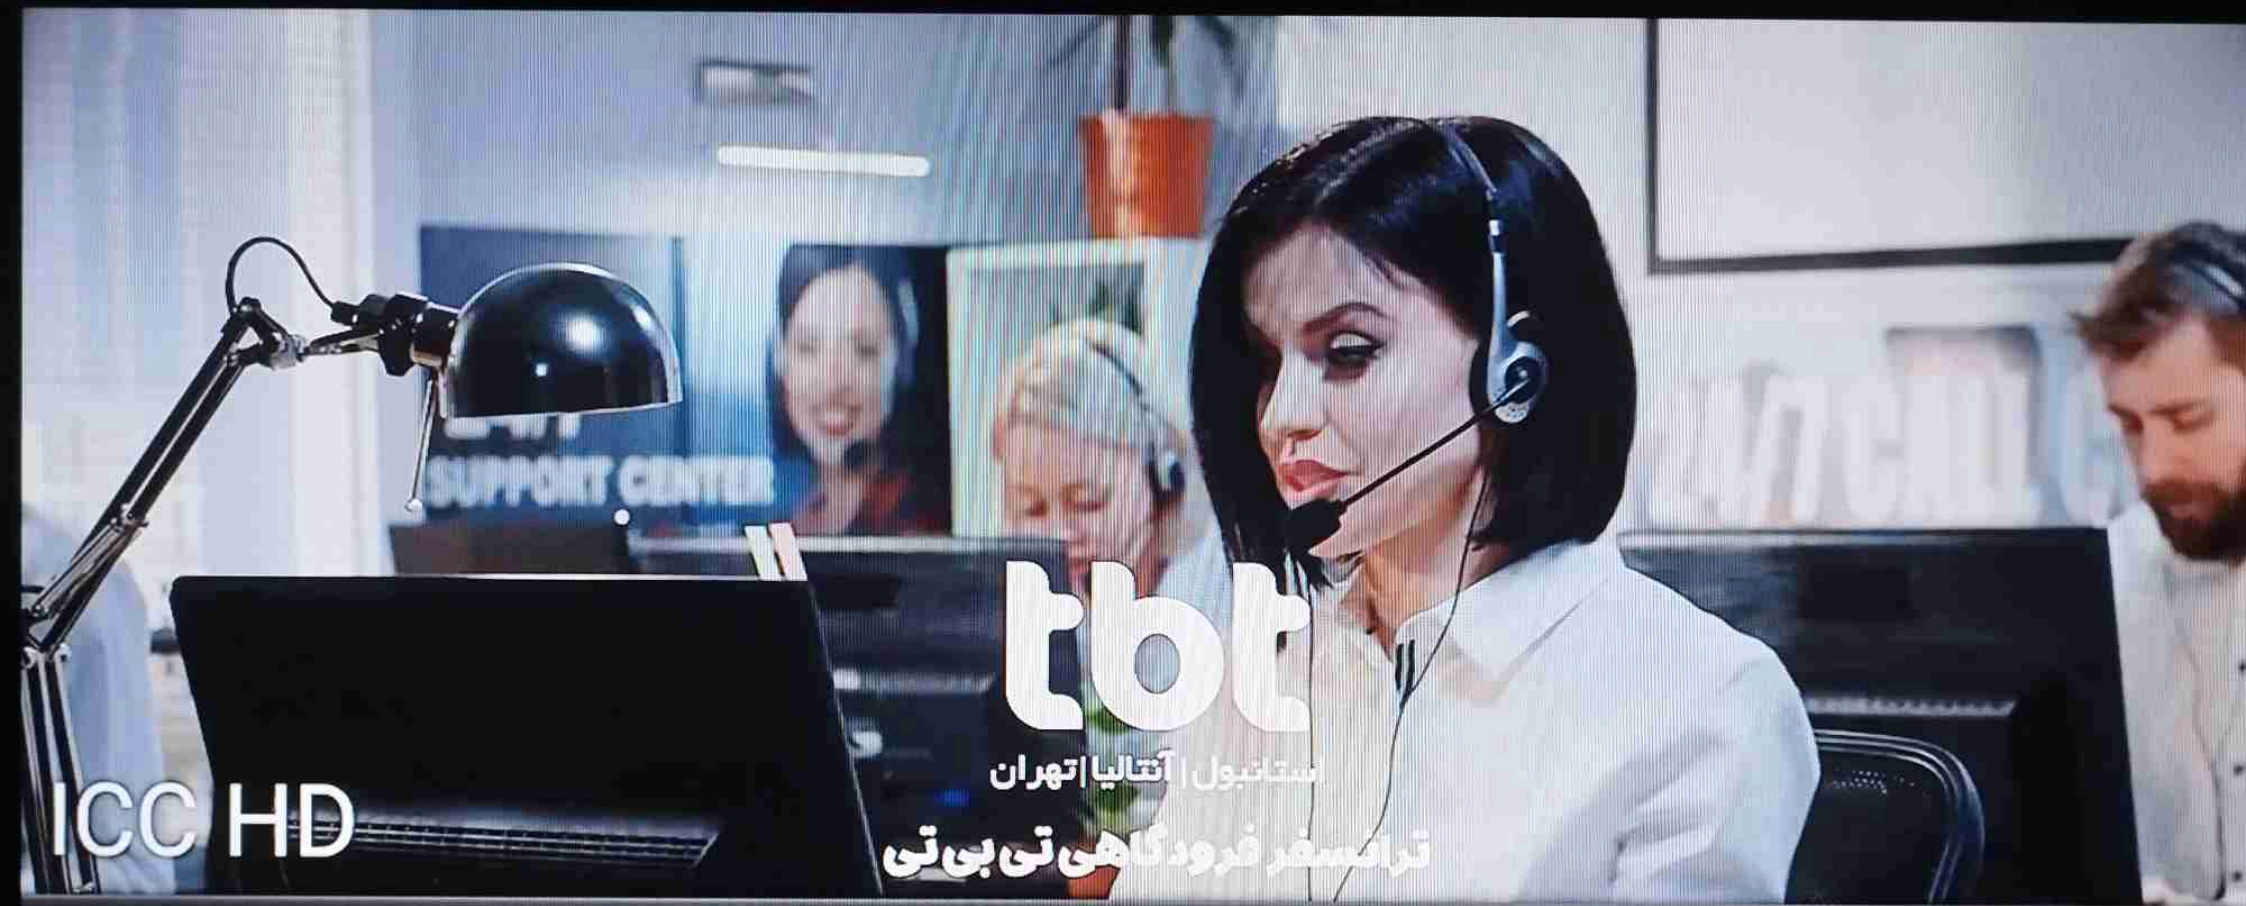 SUPPORT CENTER
tbt
استانبول|آنتالیا|تهران
ترانسفر فرودگاهی تی بی تی
ICC HD